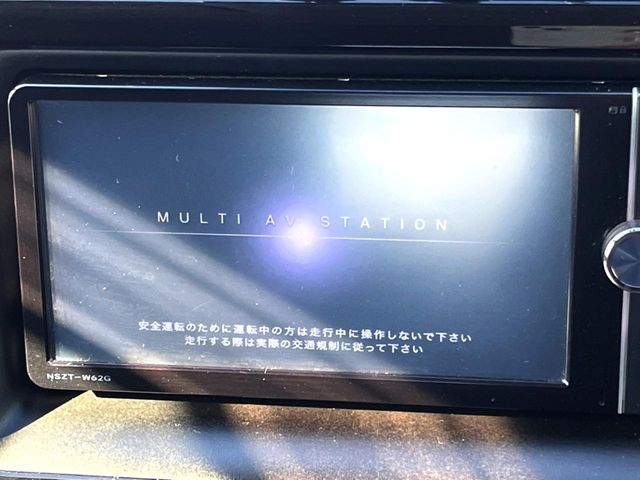 MULTI AV STATION
安全運転のために運転中の方は走行中に操作しないで下さい
走行する際は実際の交通規制に従って下さい
NSZT-W62G